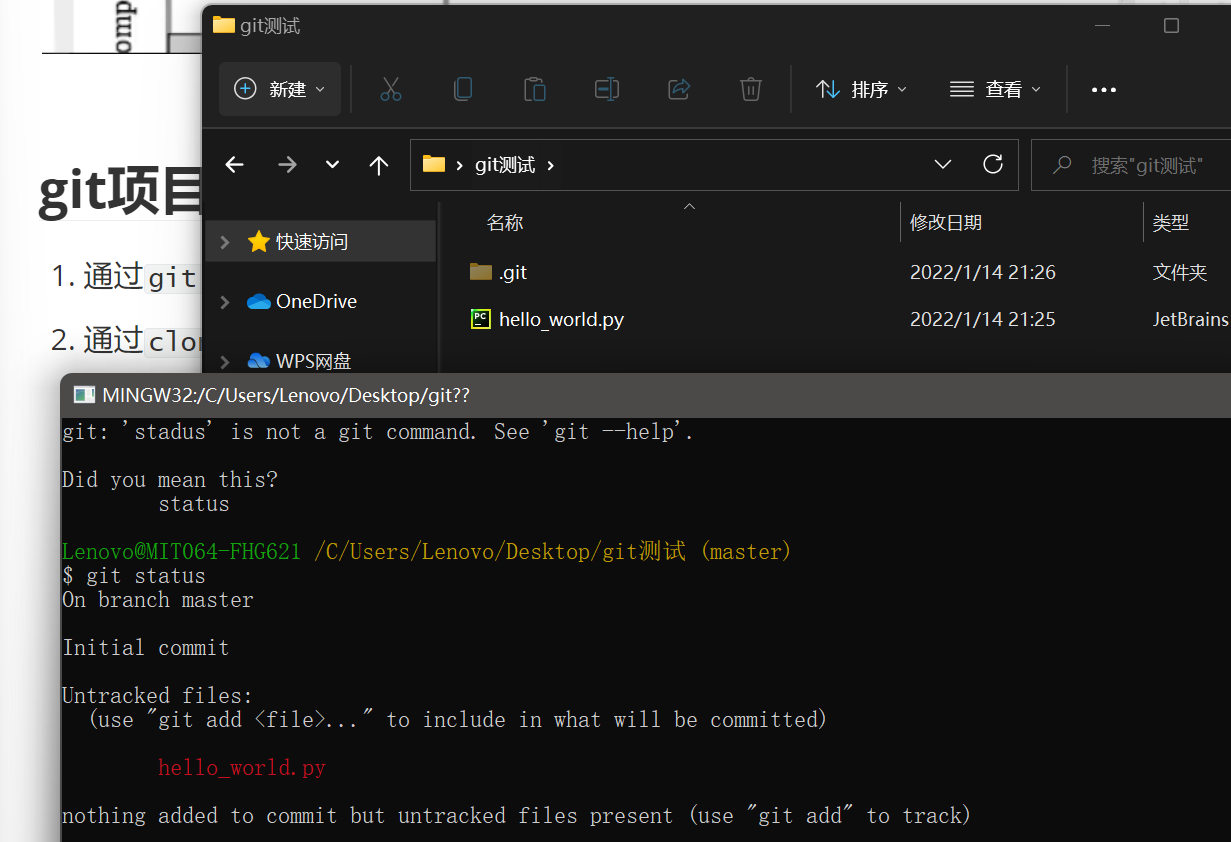 omp
git测试
新建
排序
查看
git测试
搜索"git测试"
git项目
名称
修改日期
类型
快速访问
.git
2022/1/14 21:26
文件夹
1. 通过git
OneDrive
hello_world.py
2022/1/14 21:25
JetBrains
2. 通过clon
WPS网盘
MINGW32:/C/Users/Lenovo/Desktop/git??
git: 'stadus' is not a git command. See 'git --help'.
Did you mean this?
status
Lenovo@MIT064-FHG621 /C/Users/Lenovo/Desktop/git测试 (master)
$ git status
On branch master
Initial commit
Untracked files:
(use "git add <file>..." to include in what will be committed)
hello_world.py
nothing added to commit but untracked files present (use "git add" to track)